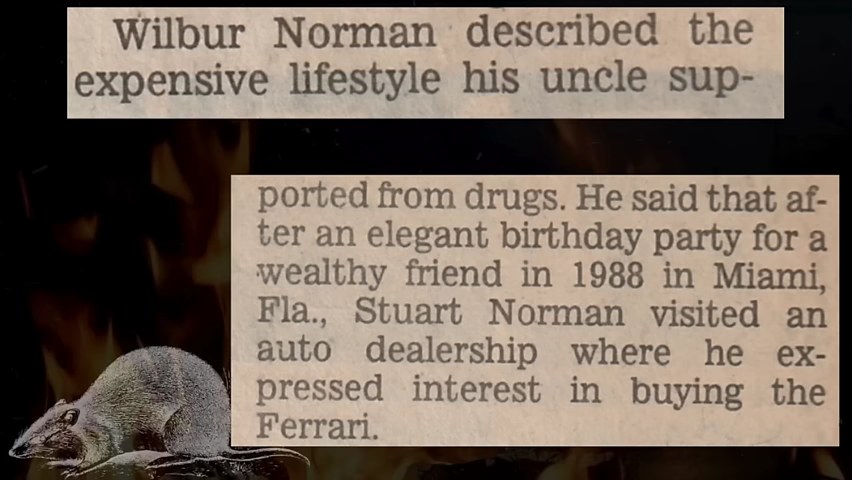 Wilbur Norman described the
expensive lifestyle his uncle sup-
ported from drugs. He said that af-
ter an elegant birthday party for a
wealthy friend in 1988 in Miami,
Fla., Stuart Norman visited an
auto dealership where he ex-
pressed interest in buying the
Ferrari.